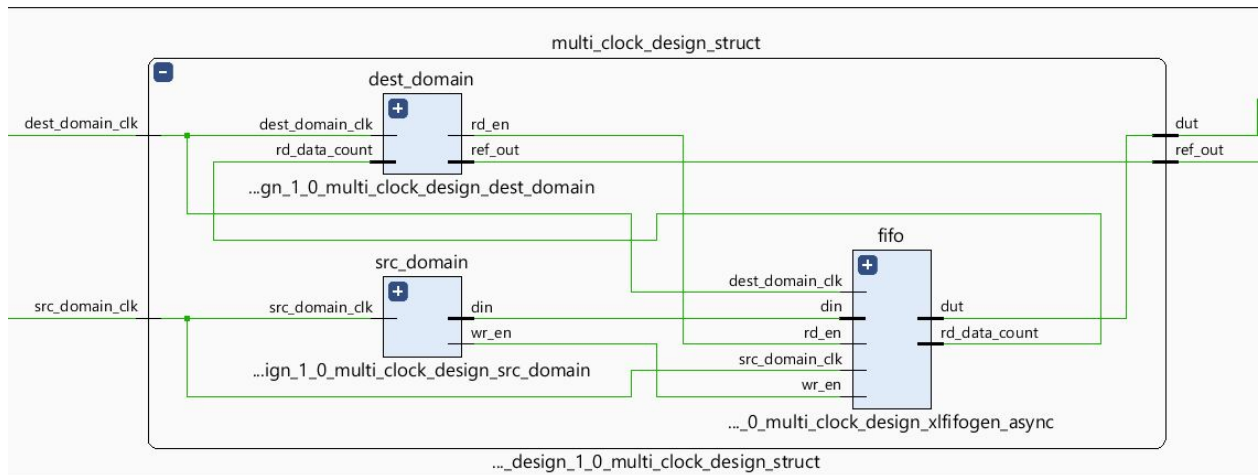 multi_clock_design_struct
dest_domain
dest_domain_clk
dest_domain_clk
rd_en
dut
rd_data_count
ref_out
ref_out
...gn_1_0_multi_clock_design_dest_domain
fifo
src_domain
dest_domain_clk
src_domain_clk
src_domain_clk
din
din
dut
wr_en
rd_en
rd_data_count
...ign_1_0_multi_clock_design_src_domain
src_domain_clk
wr_en
..._0_multi_clock_design_xlfifogen_async
..._design_1_0_multi_clock_design_struct